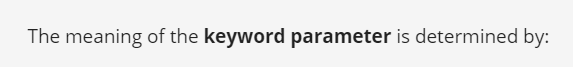 The meaning of the keyword parameter is determined by: